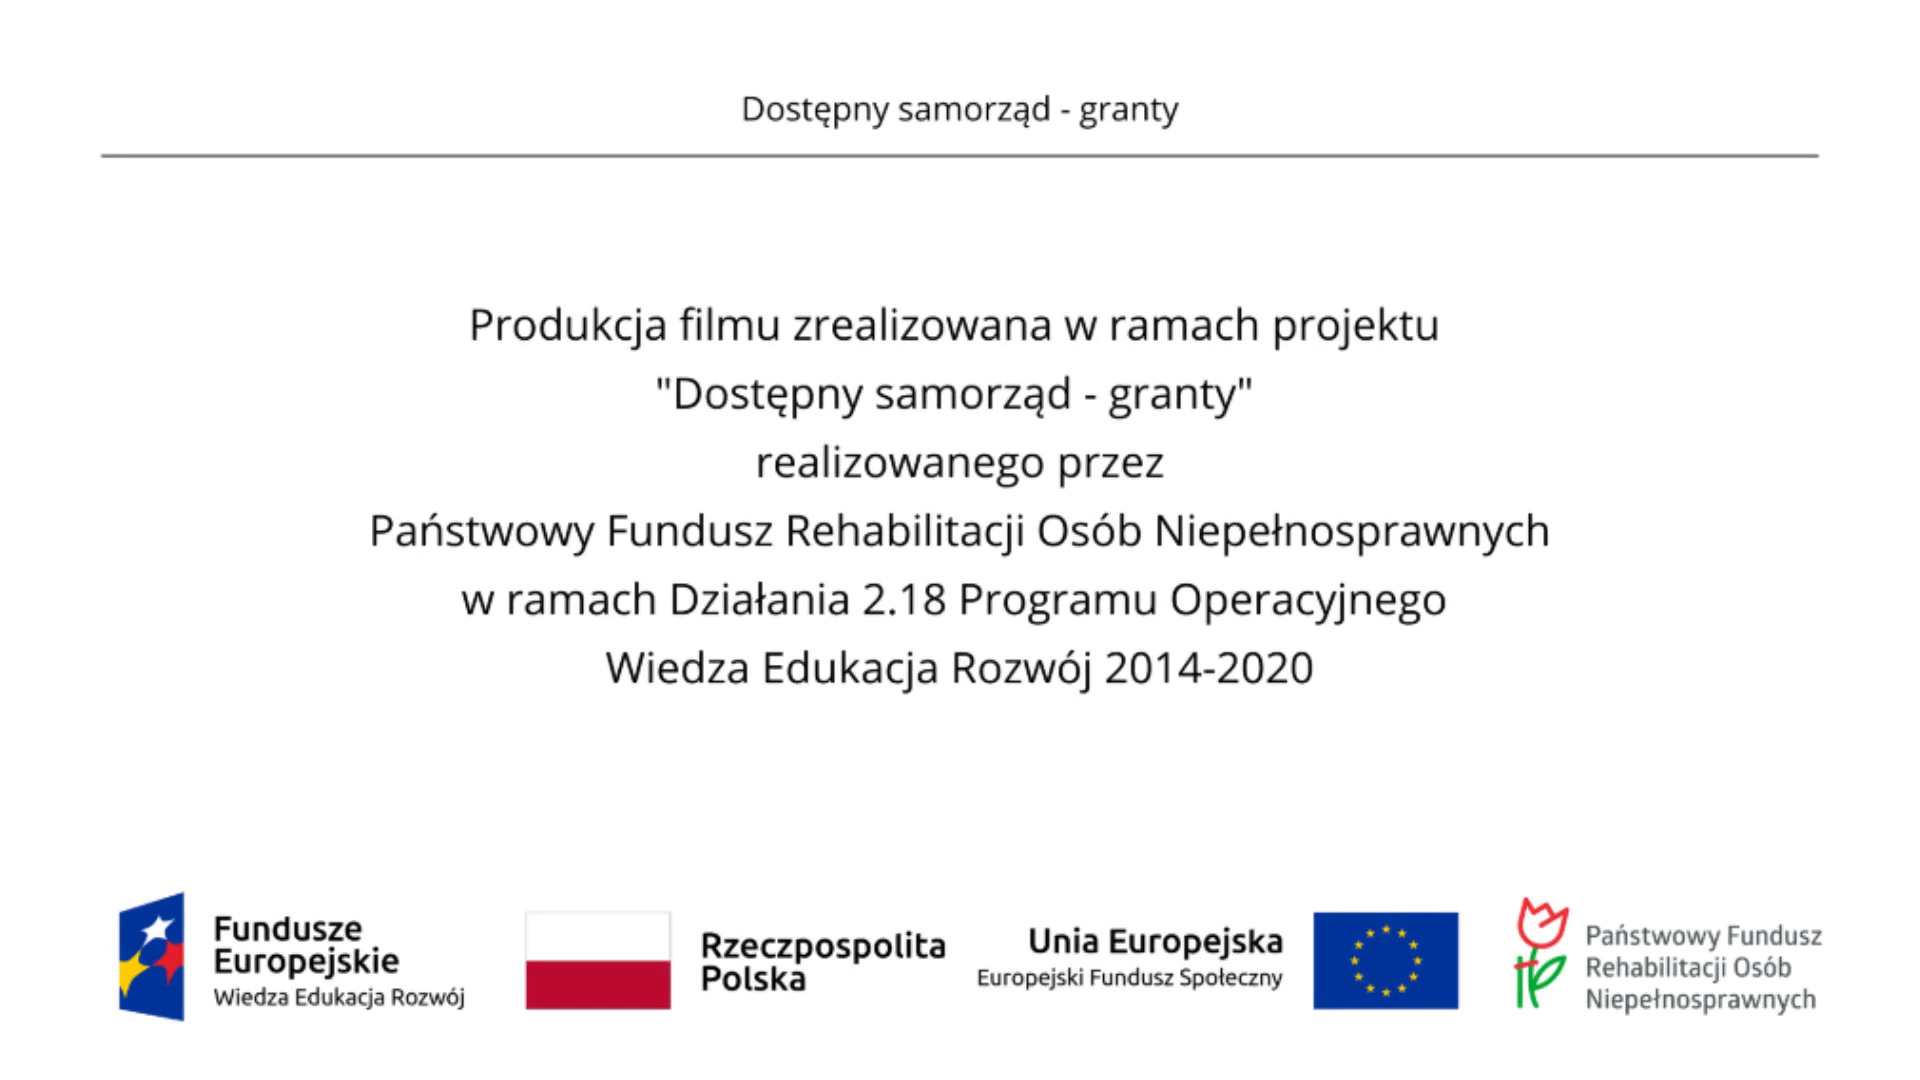 Dostępny samorząd - granty
Produkcja filmu zrealizowana w ramach projektu
"Dostępny samorząd - granty"
realizowanego przez
Państwowy Fundusz Rehabilitacji Osób Niepełnosprawnych
w ramach Działania 2.18 Programu Operacyjnego
Wiedza Edukacja Rozwój 2014-2020
Fundusze
Europejskie
Wiedza Edukacja Rozwój
Rzeczpospolita
Polska
Unia Europejska
Europejski Fundusz Społeczny
Państwowy Fundusz
Rehabilitacji Osób
Niepełnosprawnych